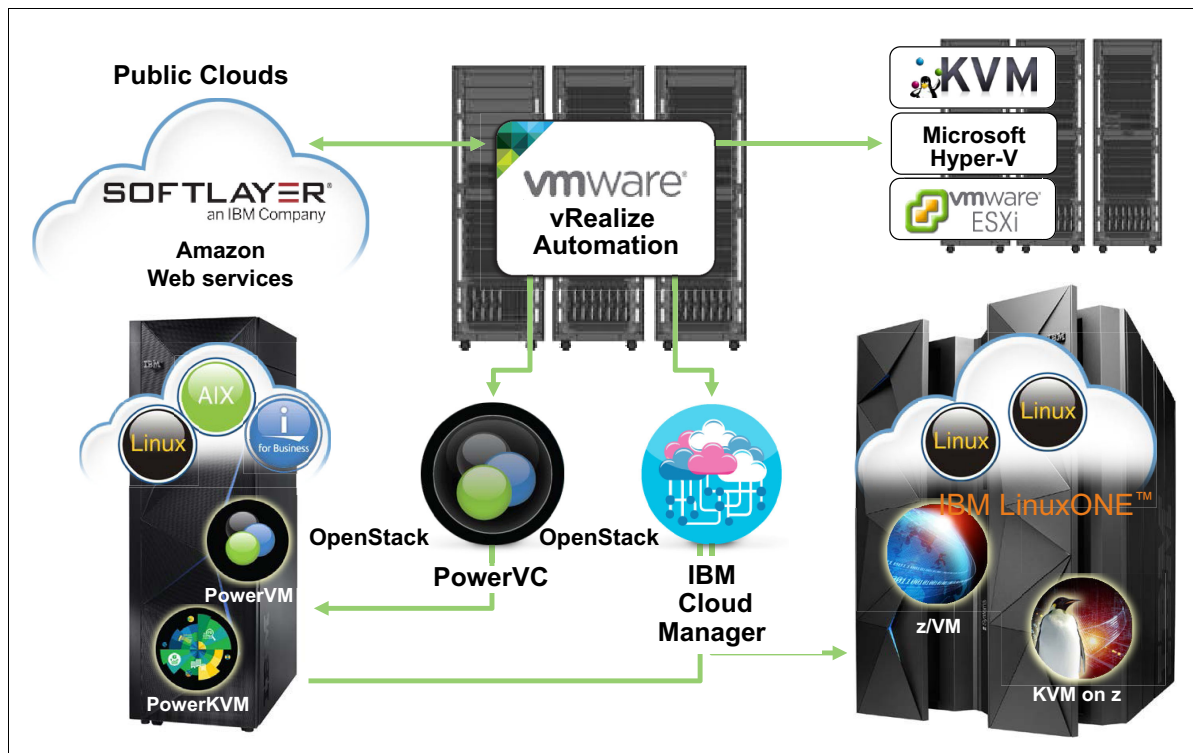 Public Clouds
SOFTLAYER®
an IBM Company
Amazon
Web services
vmware®
vRealize
Automation
KVM
Microsoft
Hyper-V
vmware®
ESXi
IBM
AIX
Linux
i
for Business
PowerVM
PowerKVM
OpenStack
PowerVC
OpenStack
IBM
Cloud
Manager
Linux
Linux
IBM LinuxONE™
z/VM
KVM on z